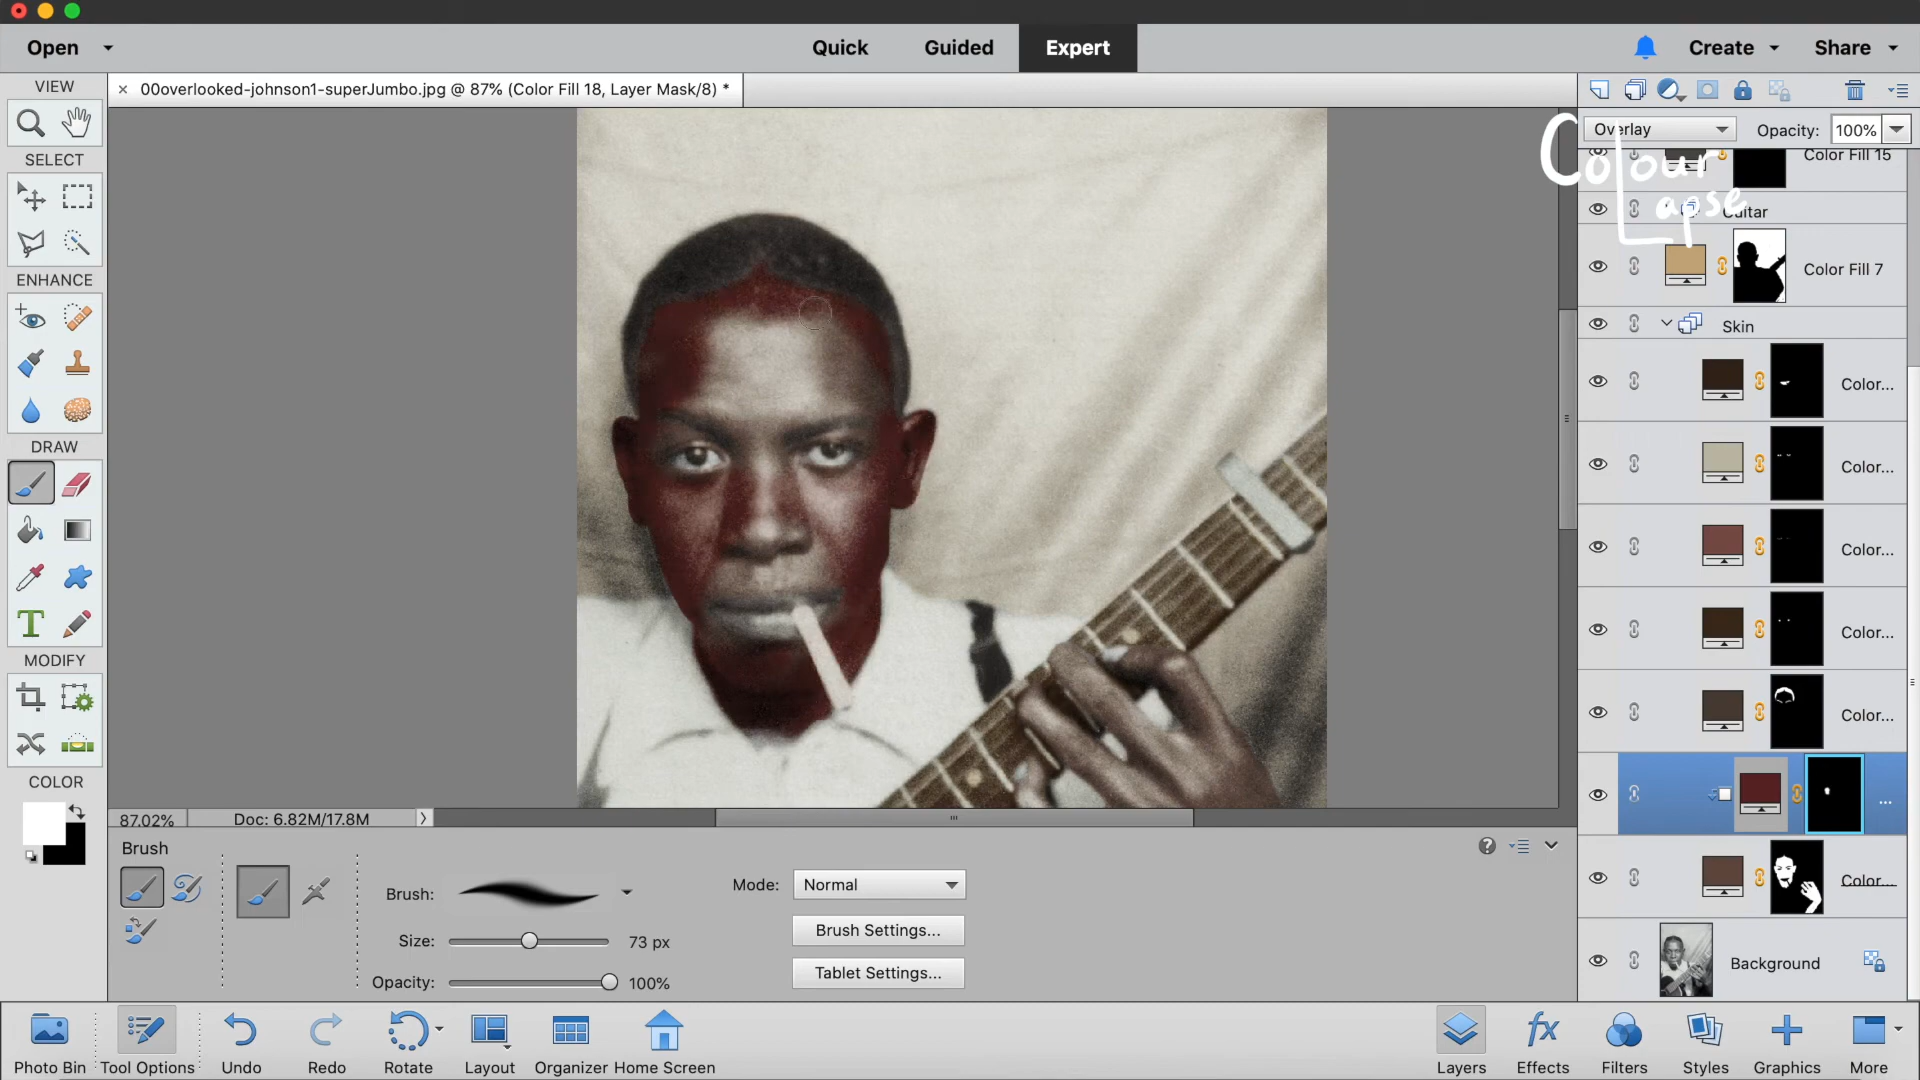 Open
Quick
Guided
Expert
Create
Share
VIEW
× 00overlooked-johnson1-superJumbo.jpg @ 87% (Color Fill 18, Layer Mask/8) *
SELECT
ENHANCE
DRAW
T
MODIFY
COLOR
Overlay
Opacity: 100%
Colour
Lapse
Color Fill 15
Guitar
Color Fill 7
Skin
Color...
Color...
Color...
Color...
Color...
...
Color...
Background
87.02%
Doc: 6.82M/17.8M
Brush
Brush:
Size:
73 px
Opacity:
100%
Mode:
Normal
Brush Settings...
Tablet Settings...
Photo Bin
Tool Options
Undo
Redo
Rotate
Layout
Organizer
Home Screen
Layers
fx
Effects
Filters
Styles
Graphics
More